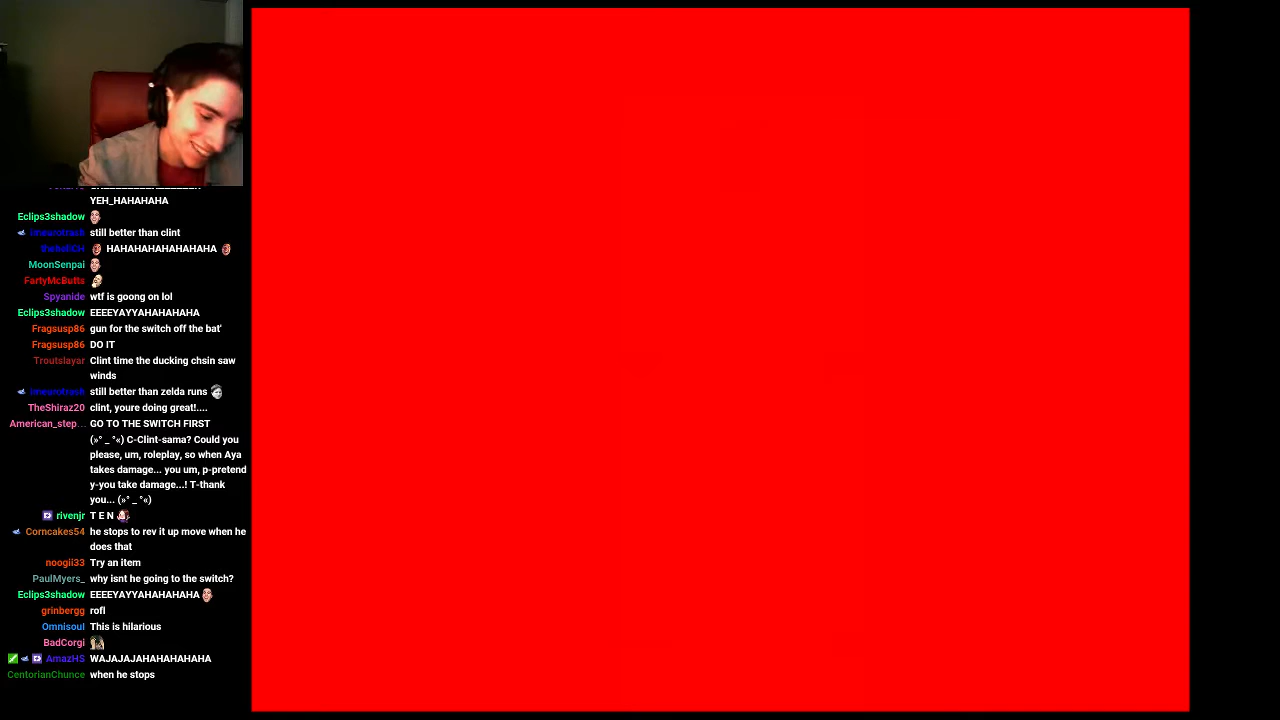 YEH_HAHAHAHA
Eclips3shadow
imeurotrash still better than clint
HAHAHAHAHAHAHA
MoonSenpai
FartyMcButts
Spyanide wtf is goong on lol
Eclips3shadow EEEEYAYYAHAHAHAHA
Fragsusp86 gun for the switch off the bat'
Fragsusp86 DO IT
Troutslayar Clint time the ducking chsin saw
winds
imeurotrash still better than zelda runs
TheShiraz20 clint, youre doing great!....
American_step... GO TO THE SWITCH FIRST
(»° _ °«) C-Clint-sama? Could you
please, um, roleplay, so when Aya
takes damage... you um, p-pretend
y-you take damage...! T-thank
you... (»° _ °«)
rivenjr T E N
Corncakes54 he stops to rev it up move when he
does that
noogii33 Try an item
PaulMyers_ why isnt he going to the switch?
Eclips3shadow EEEEYAYYAHAHAHAHA
grinbergg rofl
Omnisoul This is hilarious
BadCorgi
AmazHS WAJAJAJAHAHAHAHAHA
CentorianChunce when he stops